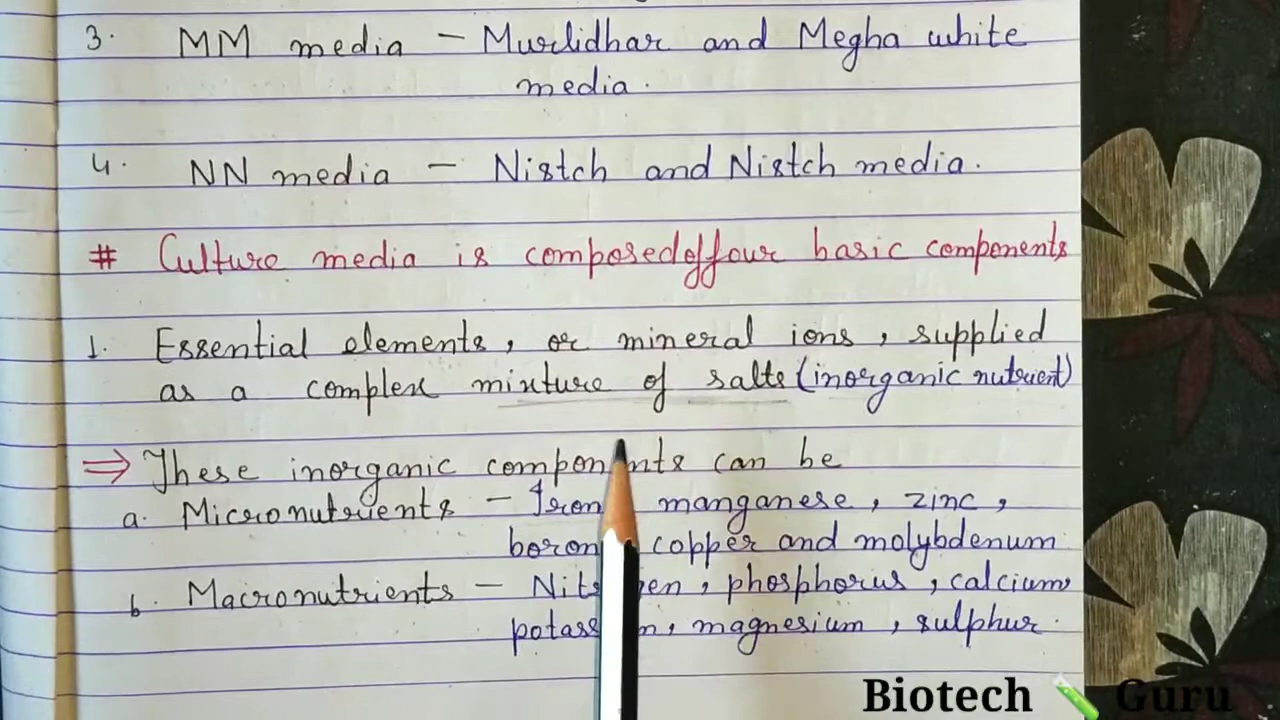 3. MM media - Murlidhar and Megha white
media.
4. NN media - Nistch and Nistch media.
# Culture media is composed of four basic components
1. Essential elements, or mineral ions, supplied
as a complex mixture of salts (inorganic nutrient)
⇒ These inorganic components can be
a. Micronutrients - Iron manganese, zinc,
boron copper and molybdenum
b. Macronutrients - phosphorus, calcium,
magnesium, sulphur.
Biotech Guru